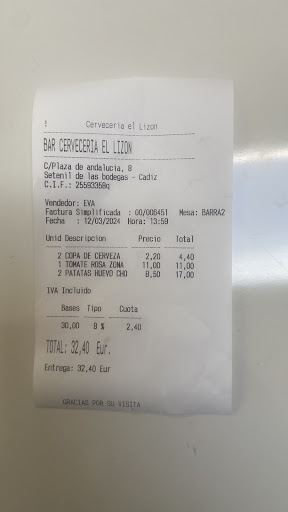 ! Cerveceria el Lizon
BAR CERVECERIA EL LIZON
C/Plaza de andalucia, 8
Setenil de las bodegas - Cadiz
C.I.F.: 2559335Bq
Vendedor: EVA
Factura Simplificada : 00/006451 Mesa: BARRA2
Fecha : 12/03/2024 Hora: 13:59
Unid Descripcion Precio Total
2 COPA DE CERVEZA 2,20 4,40
1 TOMATE ROSA ZONA 11,00 11,00
2 PATATAS HUEVO CHO 8,50 17,00
IVA Incluido
Bases Tipo Cuota
30,00 8 % 2,40
TOTAL: 32,40 Eur.
Entrega: 32,40 Eur
GRACIAS POR SU VISITA